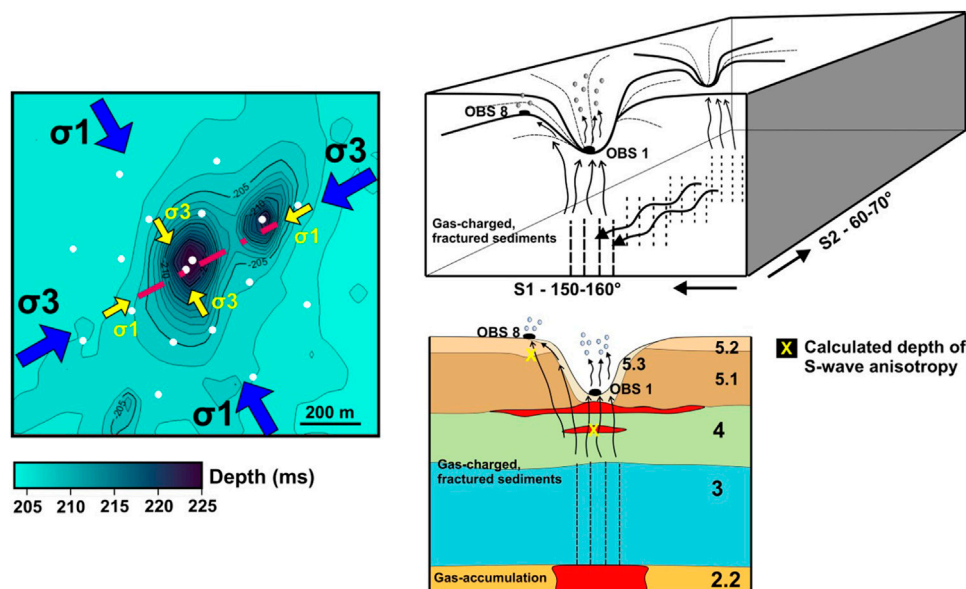 σ1
σ3
-205
σ3
σ1
-210
-205
σ3
σ3
σ1
σ1
-205
200 m
Depth (ms)
205 210 215 220 225
OBS 8
OBS 1
Gas-charged,
fractured sediments
S1 - 150-160°
S2 - 60-70°
OBS 8
5.2
5.3
5.1
OBS 1
X
4
X
Gas-charged,
fractured sediments
3
Gas-accumulation
2.2
X Calculated depth of
S-wave anisotropy